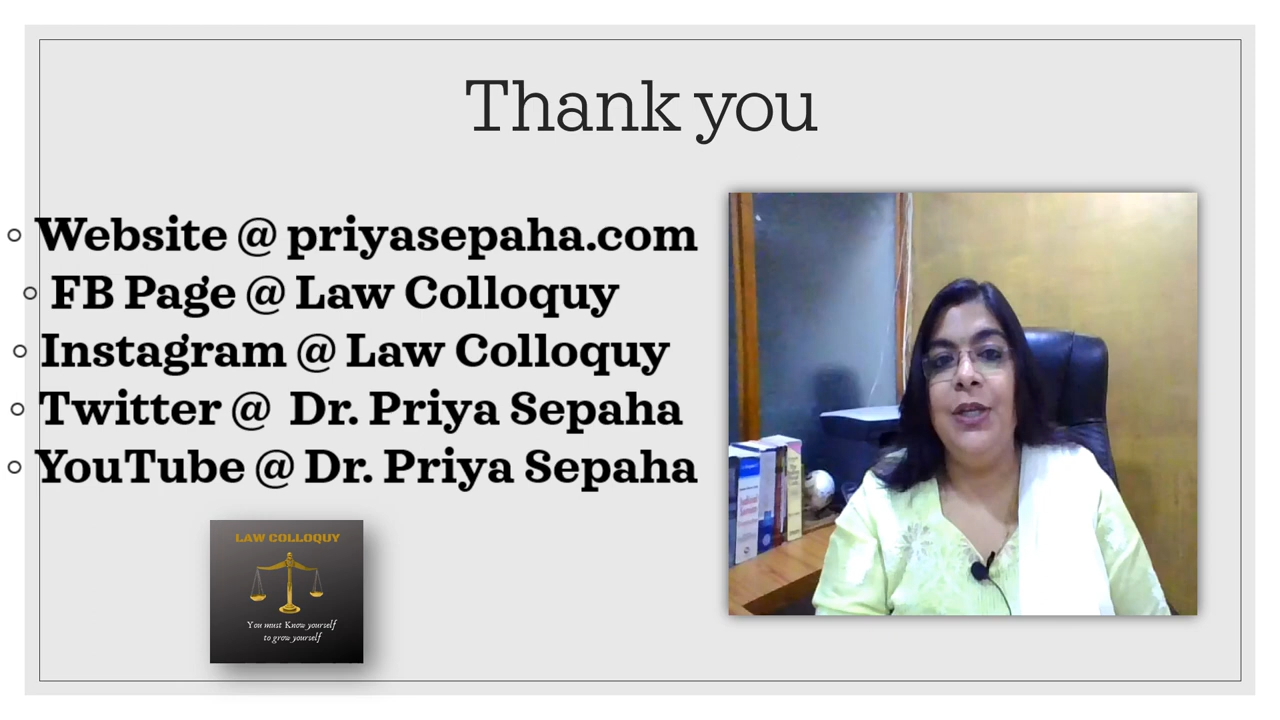 Thank you
Website @ priyasepaha.com
FB Page @ Law Colloquy
Instagram @ Law Colloquy
Twitter @ Dr. Priya Sepaha
YouTube @ Dr. Priya Sepaha
LAW COLLOQUY
You must Know yourself
to grow yourself